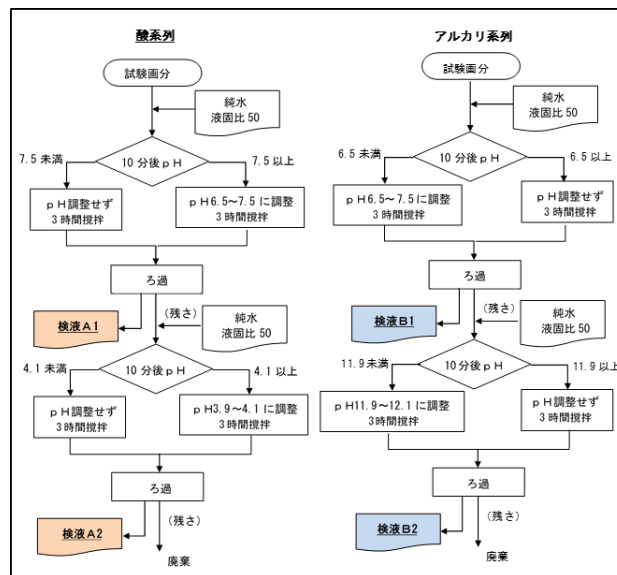 酸系列
試験画分
純水
液固比 50
7.5 未満
10 分後 pH
7.5 以上
pH調整せず
3時間撹拌
pH6.5~7.5 に調整
3時間撹拌
ろ過
検液A1
(残さ)
純水
液固比 50
4.1 未満
10 分後 pH
4.1 以上
pH調整せず
3時間撹拌
pH3.9~4.1 に調整
3時間撹拌
ろ過
検液A2
(残さ)
廃棄
アルカリ系列
試験画分
純水
液固比 50
6.5 未満
10 分後 pH
6.5 以上
pH6.5~7.5 に調整
3時間撹拌
pH調整せず
3時間撹拌
ろ過
検液B1
(残さ)
純水
液固比 50
11.9 未満
10 分後 pH
11.9 以上
pH11.9~12.1 に調整
3時間撹拌
pH調整せず
3時間撹拌
ろ過
検液B2
(残さ)
廃棄